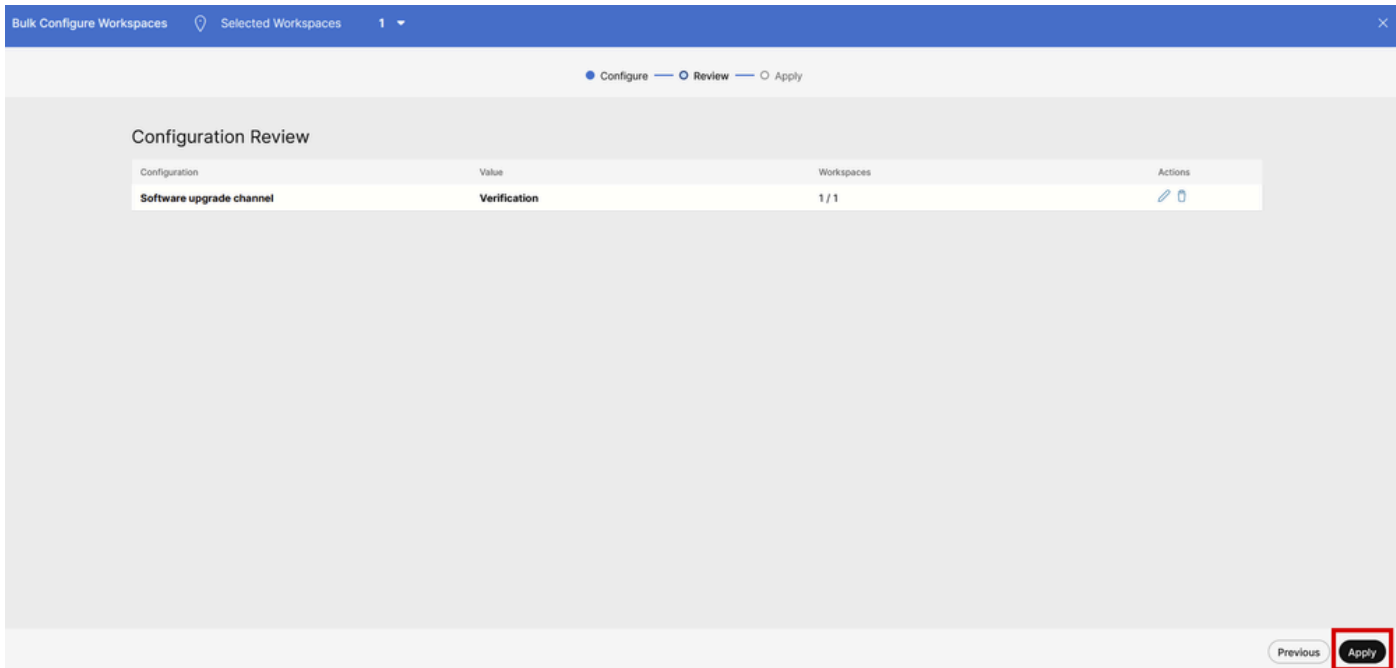 Bulk Configure Workspaces Selected Workspaces 1
Configure Review Apply
Configuration Review
Configuration Value Workspaces Actions
Software upgrade channel Verification 1 / 1
Previous Apply